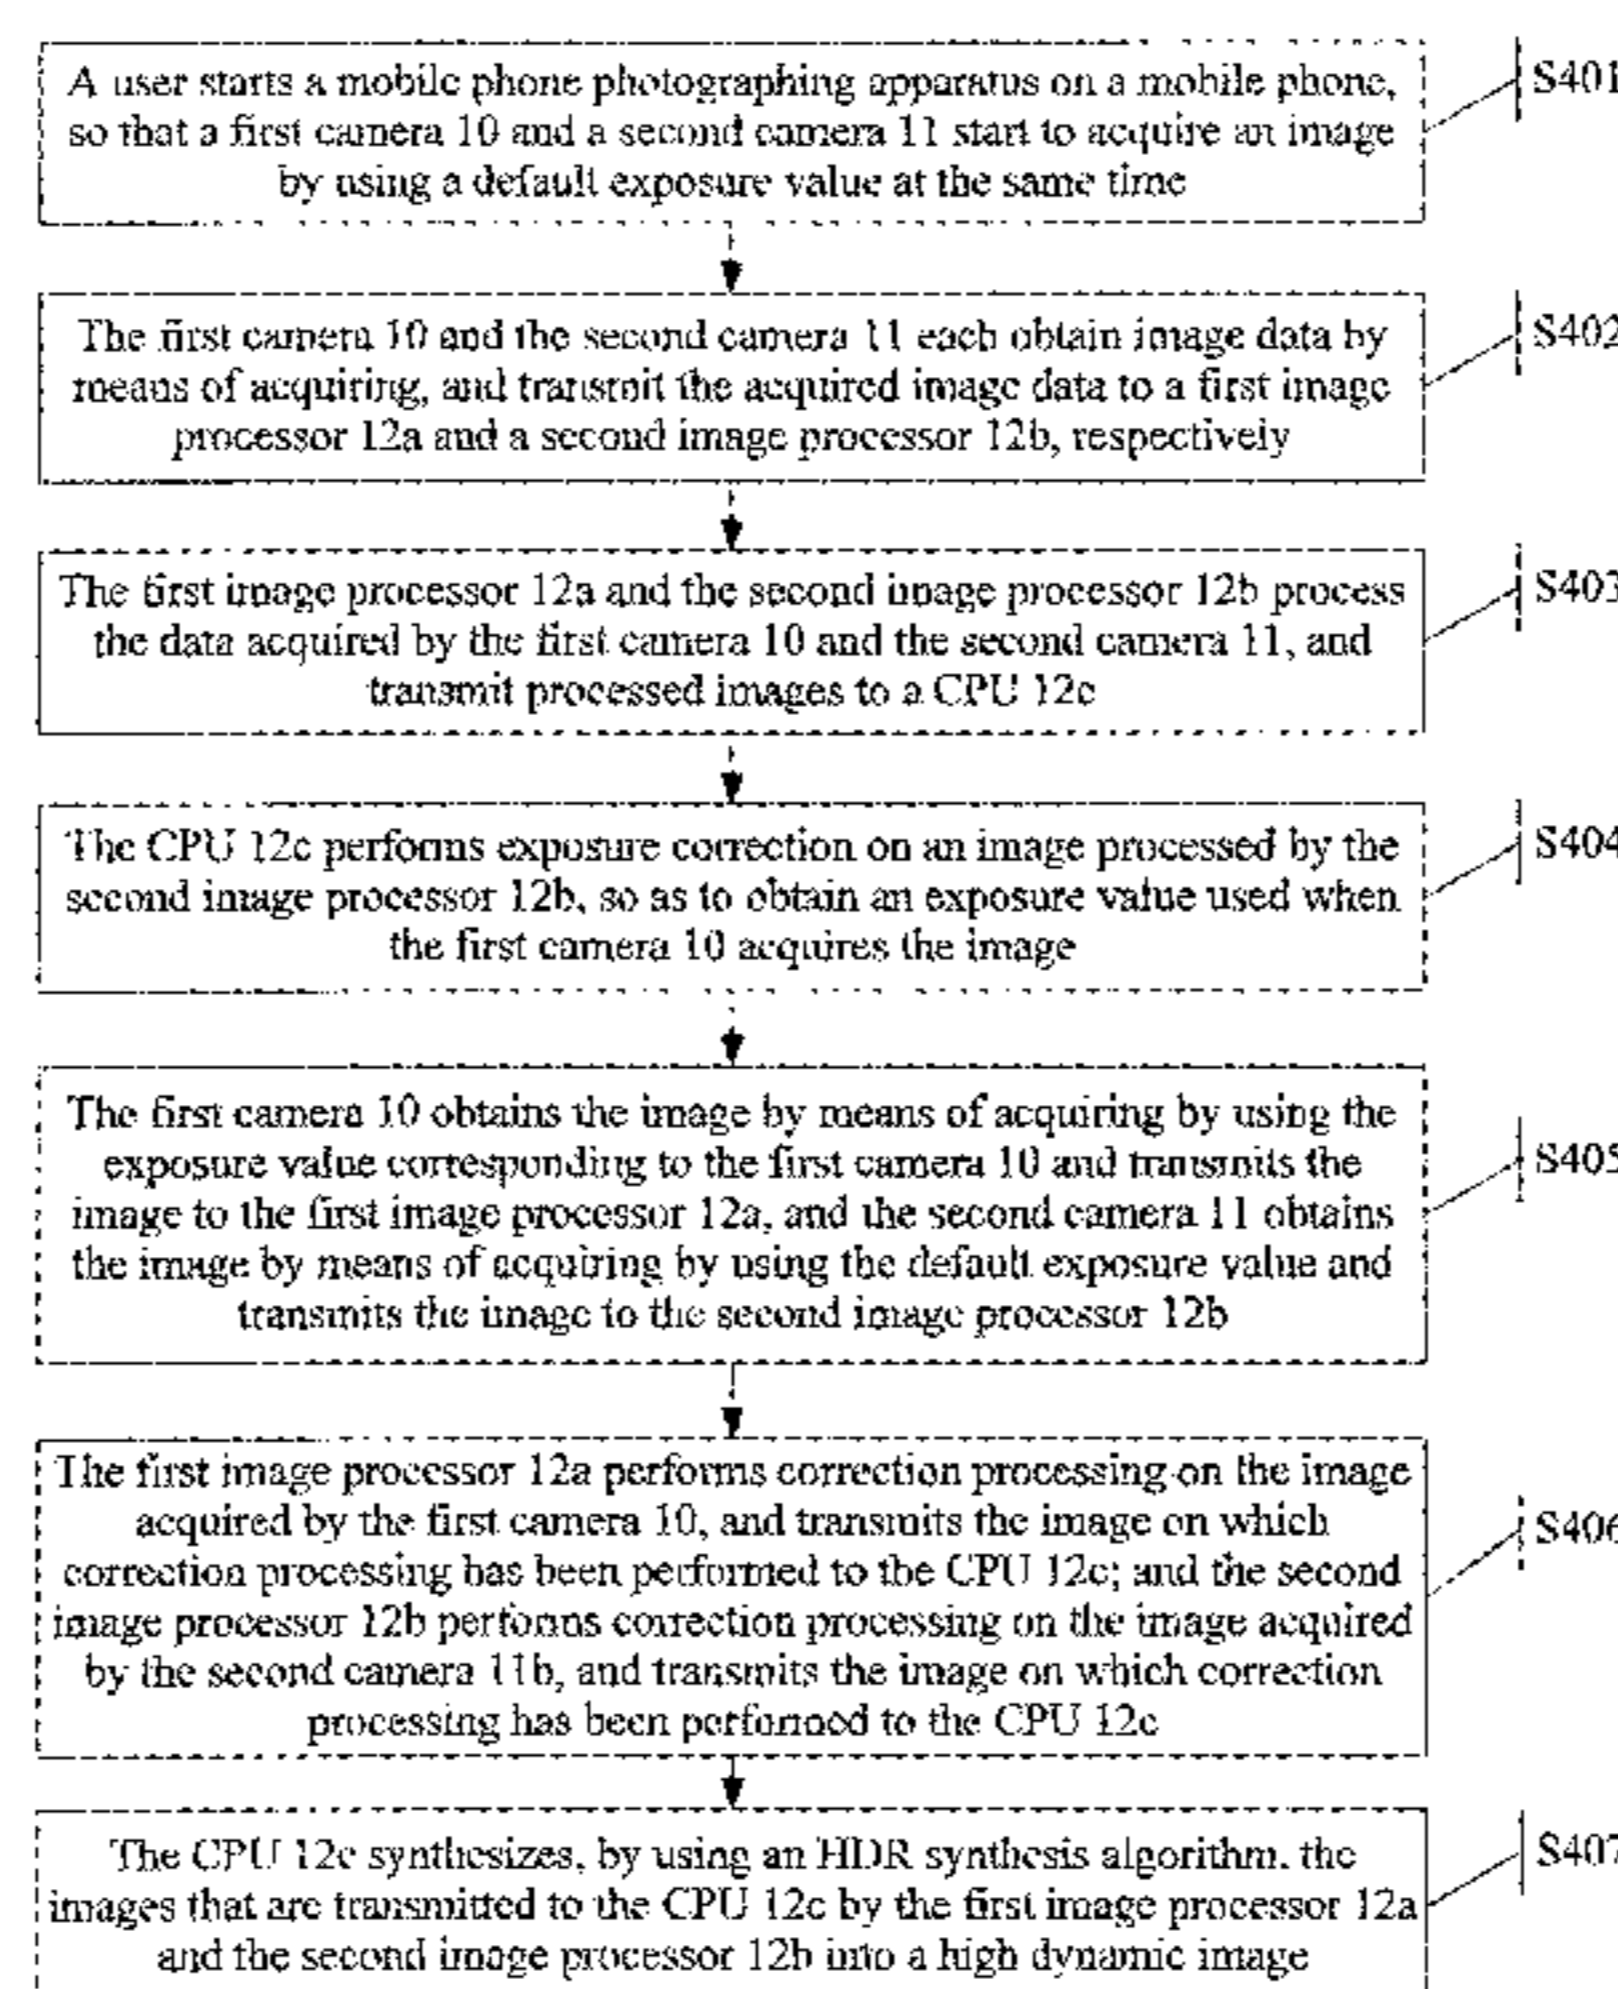 A user starts a mobile phone photographing apparatus on a mobile phone,
so that a first camera 10 and a second camera 11 start to acquire an image
by using a default exposure value at the same time
S401
The first camera 10 and the second camera 11 each obtain image data by
means of acquiring, and transmit the acquired image data to a first image
processor 12a and a second image processor 12b, respectively
S402
The first image processor 12a and the second image processor 12b process
the data acquired by the first camera 10 and the second camera 11, and
transmit processed images to a CPU 12c
S403
The CPU 12c performs exposure correction on an image processed by the
second image processor 12b, so as to obtain an exposure value used when
the first camera 10 acquires the image
S404
The first camera 10 obtains the image by means of acquiring by using the
exposure value corresponding to the first camera 10 and transmits the
image to the first image processor 12a, and the second camera 11 obtains
the image by means of acquiring by using the default exposure value and
transmits the image to the second image processor 12b
S405
The first image processor 12a performs correction processing on the image
acquired by the first camera 10, and transmits the image on which
correction processing has been performed to the CPU 12c; and the second
image processor 12b performs correction processing on the image acquired
by the second camera 11b, and transmits the image on which correction
processing has been performed to the CPU 12c
S406
The CPU 12c synthesizes, by using an HDR synthesis algorithm, the
images that are transmitted to the CPU 12c by the first image processor 12a
and the second image processor 12b into a high dynamic image
S407